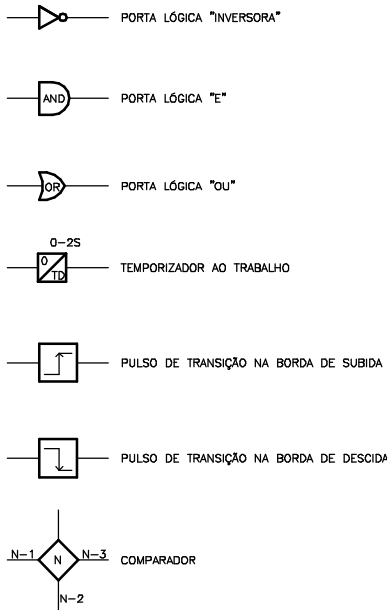 PORTA LÓGICA "INVERSORA"
AND PORTA LÓGICA "E"
OR PORTA LÓGICA "OU"
0-2S
0 TD TEMPORIZADOR AO TRABALHO
PULSO DE TRANSIÇÃO NA BORDA DE SUBIDA
PULSO DE TRANSIÇÃO NA BORDA DE DESCIDA
N-1 N N-3 COMPARADOR
N-2